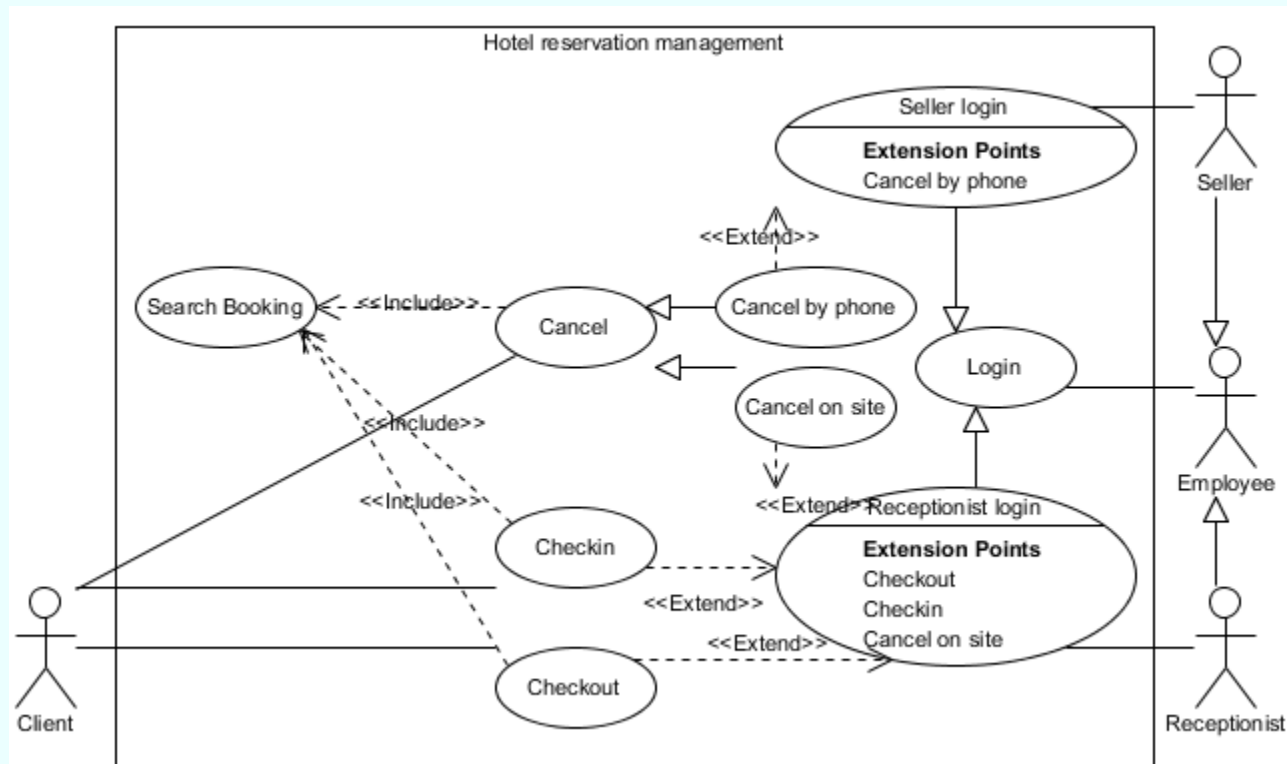 Hotel reservation management
Seller login
Extension Points
Cancel by phone
Seller
<<Extend>>
Search Booking
<<Include>>
Cancel
Cancel by phone
Login
Cancel on site
<<Include>>
Employee
<<Include>>
<<Extend>>
Receptionist login
Checkin
Extension Points
Checkout
Checkin
Cancel on site
<<Extend>>
<<Extend>>
Checkout
Client
Receptionist